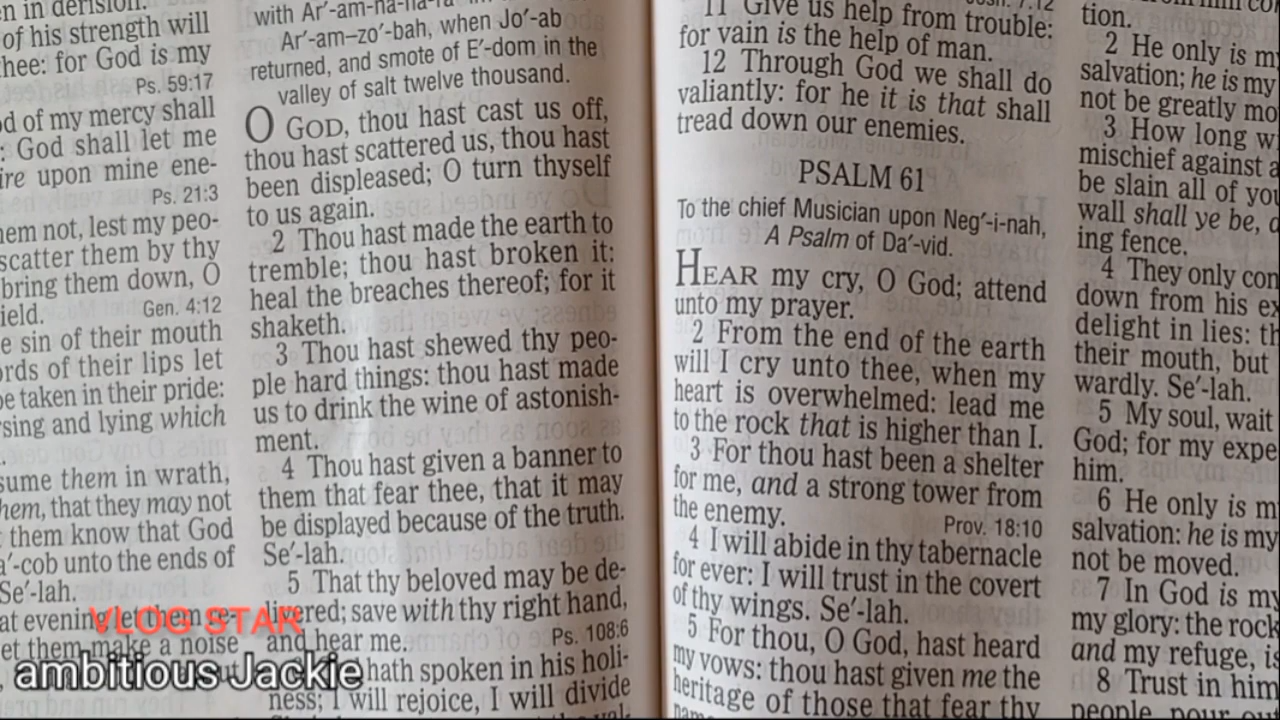 n in derision.
of his strength will
hee: for God is my
Ps. 59:17
od of my mercy shall
: God shall let me
ire upon mine ene-
Ps. 21:3
hem not, lest my peo-
scatter them by thy
bring them down, O
ield. Gen. 4:12
e sin of their mouth
rds of their lips let
be taken in their pride:
rsing and lying which
sume them in wrath,
hem, that they may not
them know that God
a'-cob unto the ends of
Se'-lah.
at evening let them re-
et them make a noise
with Ar'-am-na-ha-ra
Ar'-am–zo'-bah, when Jo'-ab
returned, and smote of E'-dom in the
valley of salt twelve thousand.
O GOD, thou hast cast us off,
thou hast scattered us, thou hast
been displeased; O turn thyself
to us again.
2 Thou hast made the earth to
tremble; thou hast broken it:
heal the breaches thereof; for it
shaketh.
3 Thou hast shewed thy peo-
ple hard things: thou hast made
us to drink the wine of astonish-
ment.
4 Thou hast given a banner to
them that fear thee, that it may
be displayed because of the truth.
Se'-lah.
5 That thy beloved may be de-
livered; save with thy right hand,
and hear me. Ps. 108:6
hath spoken in his holi-
ness; I will rejoice, I will divide
11 Give us help from trouble:
for vain is the help of man.
12 Through God we shall do
valiantly: for he it is that shall
tread down our enemies.
PSALM 61
To the chief Musician upon Neg'-i-nah,
A Psalm of Da'-vid.
HEAR my cry, O God; attend
unto my prayer.
2 From the end of the earth
will I cry unto thee, when my
heart is overwhelmed: lead me
to the rock that is higher than I.
3 For thou hast been a shelter
for me, and a strong tower from
the enemy. Prov. 18:10
4 I will abide in thy tabernacle
for ever: I will trust in the covert
of thy wings. Se'-lah.
5 For thou, O God, hast heard
my vows: thou hast given me the
heritage of those that fear thy
tion.
2 He only is my
salvation; he is my
not be greatly mo
3 How long w
mischief against a
be slain all of you
wall shall ye be, a
ing fence.
4 They only con
down from his ex
delight in lies: th
their mouth, but
wardly. Se'-lah.
5 My soul, wait
God; for my expe
him.
6 He only is m
salvation: he is my
not be moved.
7 In God is my
my glory: the rock
and my refuge, is
8 Trust in him
people, pour out
VLOG STAR
ambitious Jackie